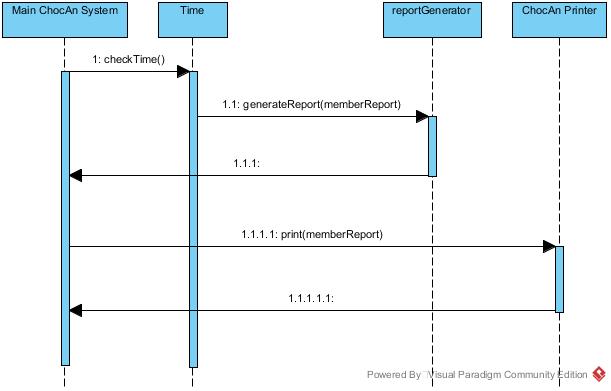 Main ChocAn System
Time
reportGenerator
ChocAn Printer
1: checkTime()
1.1: generateReport(memberReport)
1.1.1:
1.1.1.1: print(memberReport)
1.1.1.1.1:
Powered By Visual Paradigm Community Edition